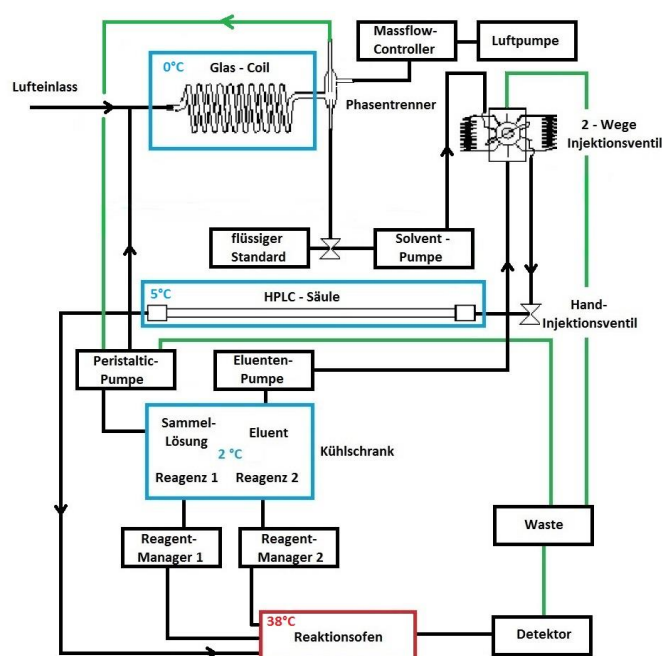 Massflow-
Controller
Luftpumpe
0°C
Glas - Coil
Lufteinlass
Phasentrenner
2 - Wege
Injektionsventil
flüssiger
Standard
Solvent -
Pumpe
5°C
HPLC - Säule
Hand-
Injektionsventil
Peristaltic-
Pumpe
Eluenten-
Pumpe
Sammel-
Lösung
Eluent
2 °C
Kühlschrank
Reagenz 1
Reagenz 2
Waste
Reagent-
Manager 1
Reagent-
Manager 2
38°C
Reaktionsofen
Detektor